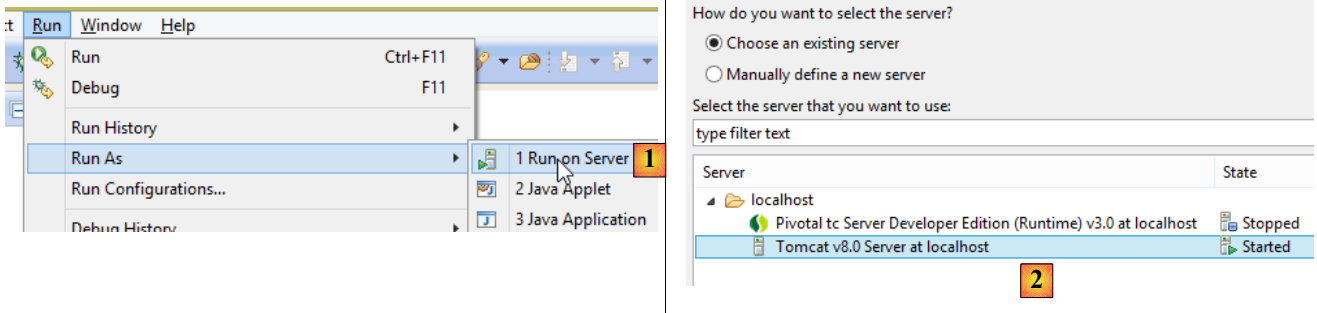 :t Run Window Help
Run Ctrl+F11
Debug F11
Run History
Run As
1 Run on Server 1
Run Configurations...
2 Java Applet
3 Java Application
Debug History
How do you want to select the server?
Choose an existing server
Manually define a new server
Select the server that you want to use:
type filter text
Server State
localhost
Pivotal tc Server Developer Edition (Runtime) v3.0 at localhost Stopped
Tomcat v8.0 Server at localhost Started
2